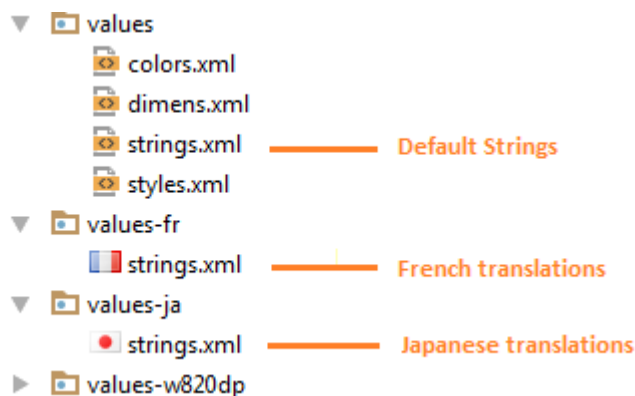 values
colors.xml
dimens.xml
strings.xml Default Strings
styles.xml
values-fr
strings.xml French translations
values-ja
strings.xml Japanese translations
values-w820dp